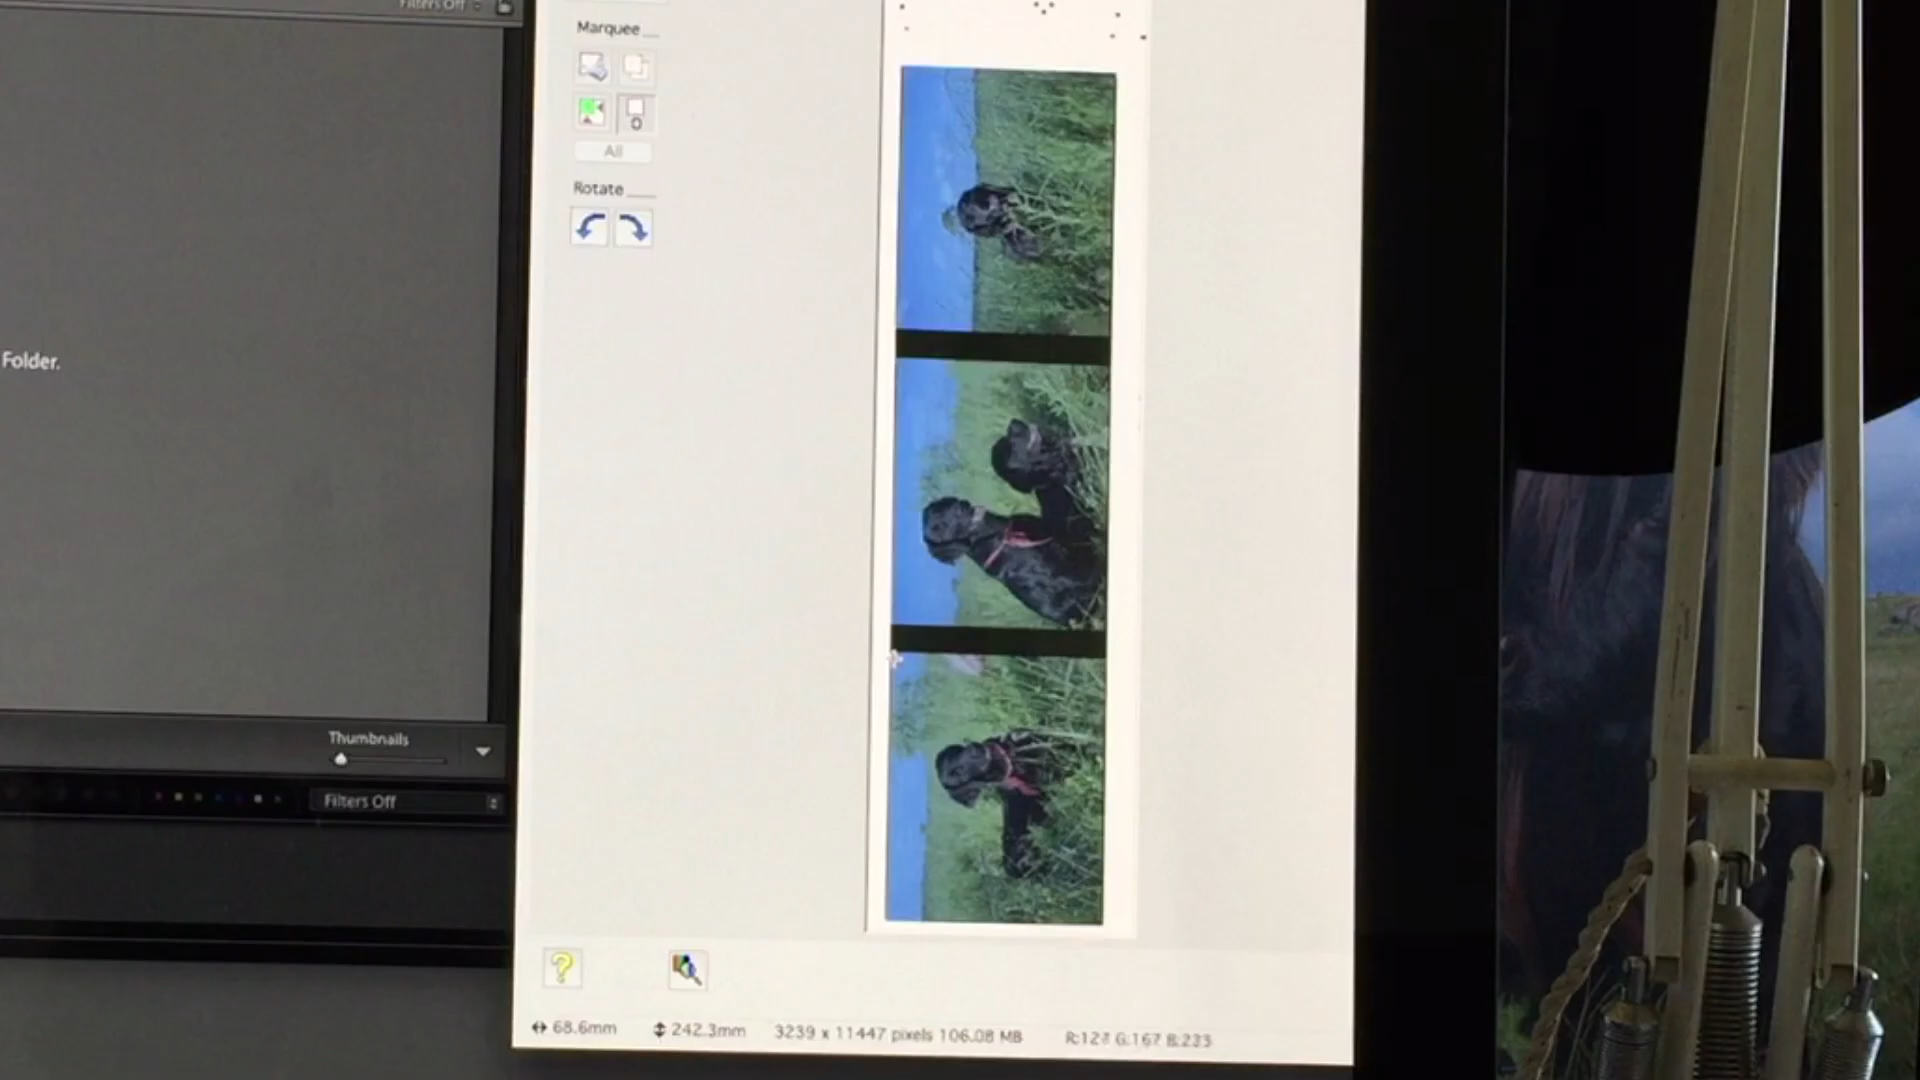 Filters Off
Marquee
0
All
Rotate
Folder.
Thumbnails
Filters Off
?
68.6mm 242.3mm 3239 x 11447 pixels 106.08 MB G:167 B:233